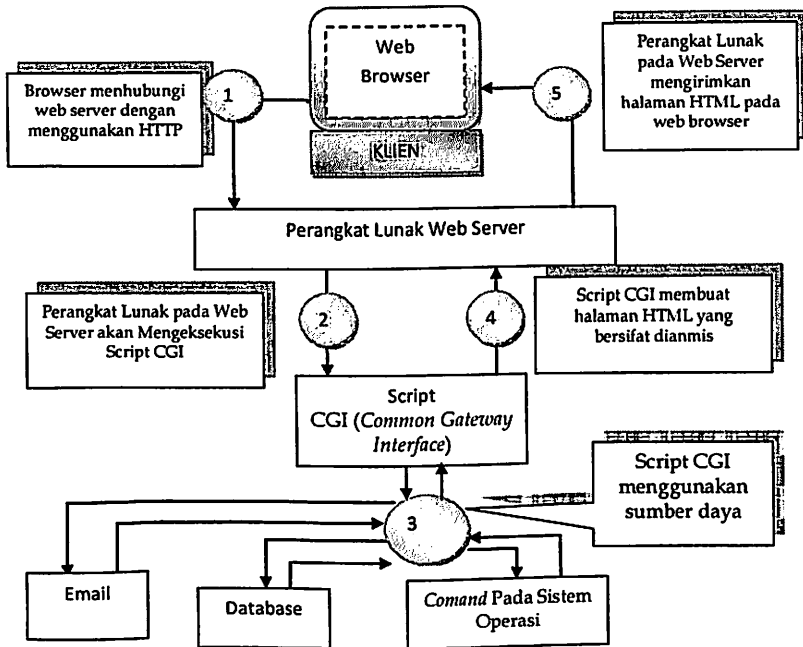 Web
Browser
KLIEN
1
5
Browser menhubungi
web server dengan
menggunakan HTTP
Perangkat Lunak
pada Web Server
mengirimkan
halaman HTML pada
web browser
Perangkat Lunak Web Server
Perangkat Lunak pada Web
Server akan Mengeksekusi
Script CGI
2
4
Script CGI membuat
halaman HTML yang
bersifat dianmis
Script
CGI (Common Gateway
Interface)
3
Script CGI
menggunakan
sumber daya
Email
Database
Comand Pada Sistem
Operasi